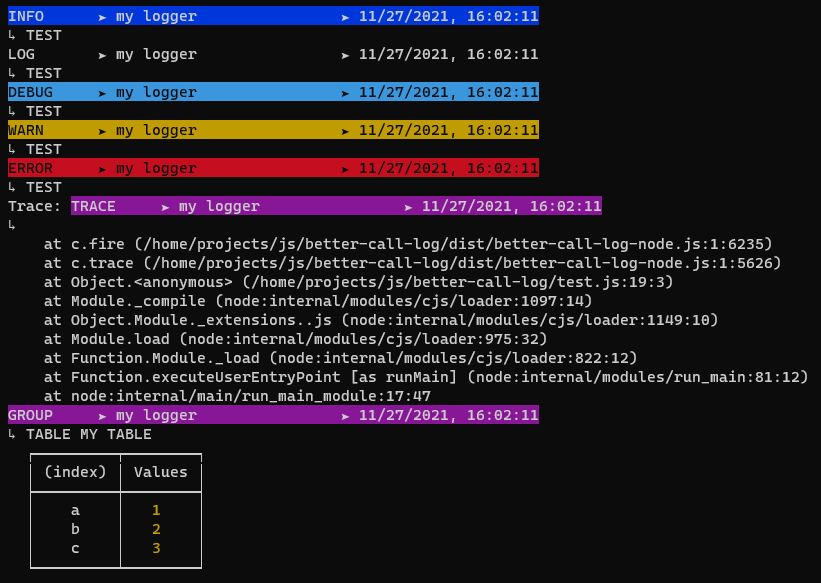 INFO      ➤ my logger                ➤ 11/27/2021, 16:02:11
↳ TEST
LOG       ➤ my logger                ➤ 11/27/2021, 16:02:11
↳ TEST
DEBUG     ➤ my logger                ➤ 11/27/2021, 16:02:11
↳ TEST
WARN      ➤ my logger                ➤ 11/27/2021, 16:02:11
↳ TEST
ERROR     ➤ my logger                ➤ 11/27/2021, 16:02:11
↳ TEST
Trace: TRACE     ➤ my logger                ➤ 11/27/2021, 16:02:11
↳
    at c.fire (/home/projects/js/better-call-log/dist/better-call-log-node.js:1:6235)
    at c.trace (/home/projects/js/better-call-log/dist/better-call-log-node.js:1:5626)
    at Object.<anonymous> (/home/projects/js/better-call-log/test.js:19:3)
    at Module._compile (node:internal/modules/cjs/loader:1097:14)
    at Object.Module._extensions..js (node:internal/modules/cjs/loader:1149:10)
    at Module.load (node:internal/modules/cjs/loader:975:32)
    at Function.Module._load (node:internal/modules/cjs/loader:822:12)
    at Function.executeUserEntryPoint [as runMain] (node:internal/modules/run_main:81:12)
    at node:internal/main/run_main_module:17:47
GROUP     ➤ my logger                ➤ 11/27/2021, 16:02:11
↳ TABLE MY TABLE
(index) Values
a 1
b 2
c 3